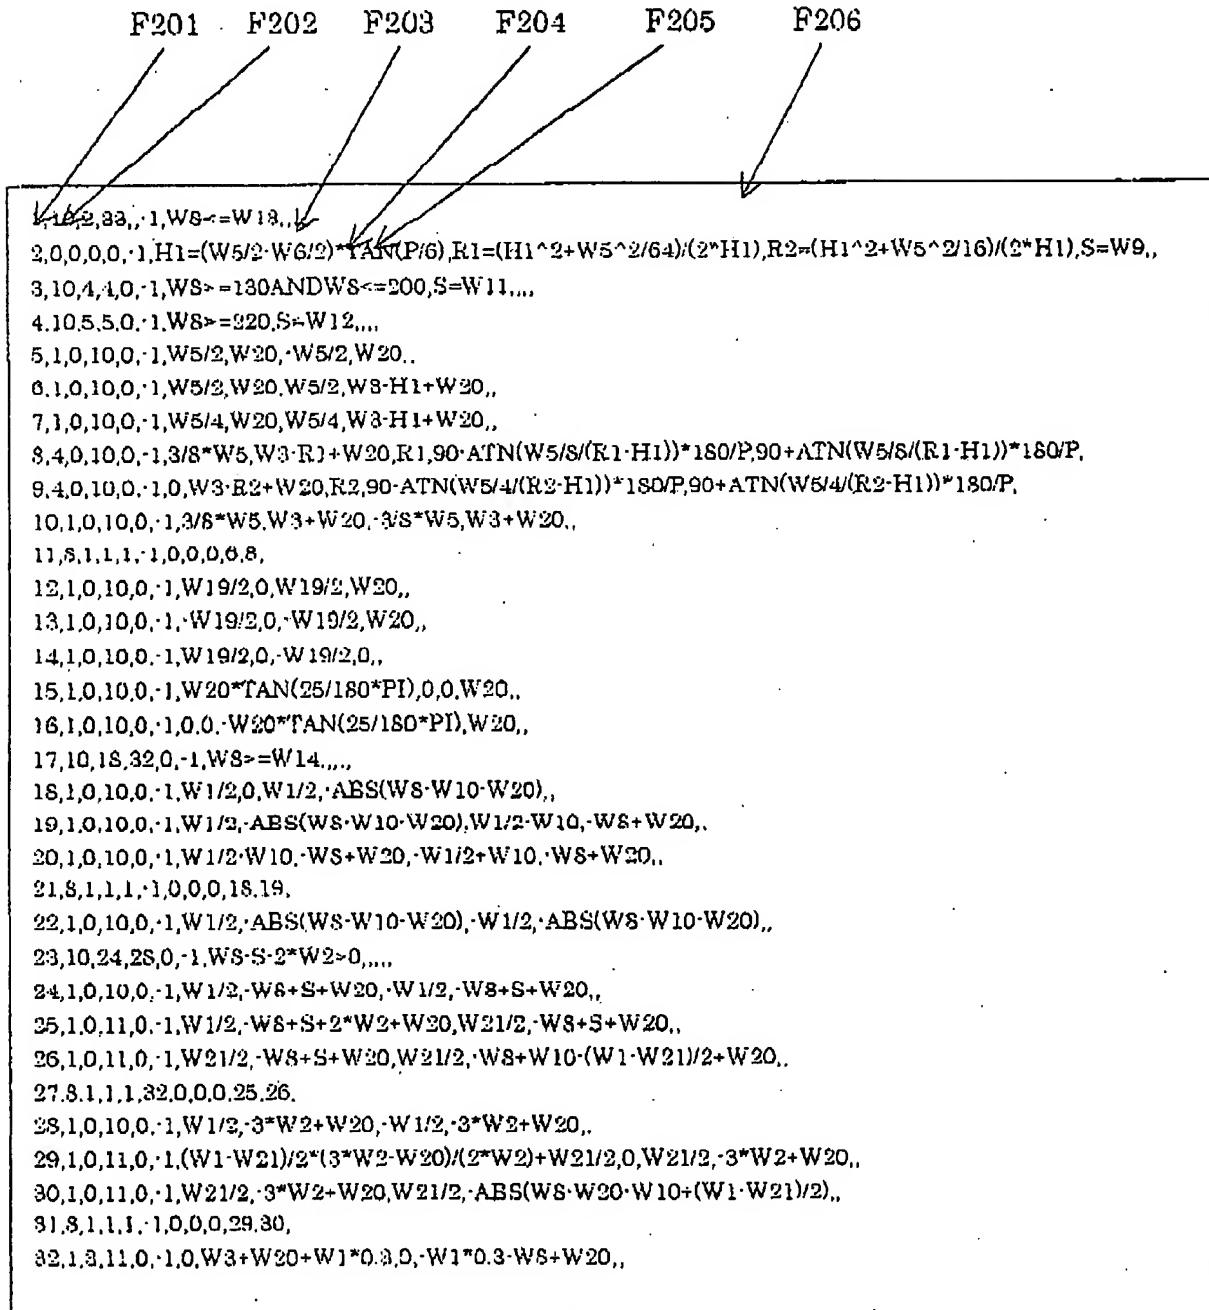 F201 F202 F203 F204 F205 F206
1,10,2,33,,-1,W8<=W13,,
2,0,0,0,0,-1,H1=(W5/2-W6/2)*TAN(P/6),R1=(H1^2+W5^2/64)/(2*H1),R2=(H1^2+W5^2/16)/(2*H1),S=W9,,
3,10,4,4,0,-1,W8>=130ANDW8<=200,S=W11,,,,
4,10,5,5,0,-1,W8>=220,S=W12,,,,
5,1,0,10,0,-1,W5/2,W20,-W5/2,W20,,
6,1,0,10,0,-1,W5/2,W20,W5/2,W3-H1+W20,,
7,1,0,10,0,-1,W5/4,W20,W5/4,W3-H1+W20,,
8,4,0,10,0,-1,3/8*W5,W3-R1+W20,R1,90-ATN(W5/8/(R1-H1))*180/P,90+ATN(W5/8/(R1-H1))*180/P,
9,4,0,10,0,-1,0,W3-R2+W20,R2,90-ATN(W5/4/(R2-H1))*180/P,90+ATN(W5/4/(R2-H1))*180/P,
10,1,0,10,0,-1,3/8*W5,W3+W20,-3/8*W5,W3+W20,,
11,8,1,1,1,-1,0,0,0,6,8,
12,1,0,10,0,-1,W19/2,0,W19/2,W20,,
13,1,0,10,0,-1,-W19/2,0,-W19/2,W20,,
14,1,0,10,0,-1,W19/2,0,-W19/2,0,,
15,1,0,10,0,-1,W20*TAN(25/180*PI),0,0,W20,,
16,1,0,10,0,-1,0,0,-W20*TAN(25/180*PI),W20,,
17,10,18,32,0,-1,W8>=W14,,,,,
18,1,0,10,0,-1,W1/2,0,W1/2,-ABS(W8-W10-W20),,
19,1,0,10,0,-1,W1/2,-ABS(W8-W10-W20),W1/2-W10,-W8+W20,,
20,1,0,10,0,-1,W1/2-W10,-W8+W20,-W1/2+W10,-W8+W20,,
21,8,1,1,1,-1,0,0,0,18,19,
22,1,0,10,0,-1,W1/2,-ABS(W8-W10-W20),-W1/2,-ABS(W8-W10-W20),,
23,10,24,28,0,-1,W8-S-2*W2>0,,,,,
24,1,0,10,0,-1,W1/2,-W8+S+W20,-W1/2,-W8+S+W20,,
25,1,0,11,0,-1,W1/2,-W8+S+2*W2+W20,W21/2,-W8+S+W20,,
26,1,0,11,0,-1,W21/2,-W8+S+W20,W21/2,-W8+W10-(W1-W21)/2+W20,,
27,8,1,1,1,32,0,0,0,25,26,
28,1,0,10,0,-1,W1/2,-3*W2+W20,-W1/2,-3*W2+W20,,
29,1,0,11,0,-1,(W1-W21)/2*(3*W2-W20)/(2*W2)+W21/2,0,W21/2,-3*W2+W20,,
30,1,0,11,0,-1,W21/2,-3*W2+W20,W21/2,-ABS(W8-W20-W10+(W1-W21)/2),,
31,8,1,1,1,-1,0,0,0,29,30,
32,1,3,11,0,-1,0,W3+W20+W1*0.3,0,-W1*0.3-W8+W20,,